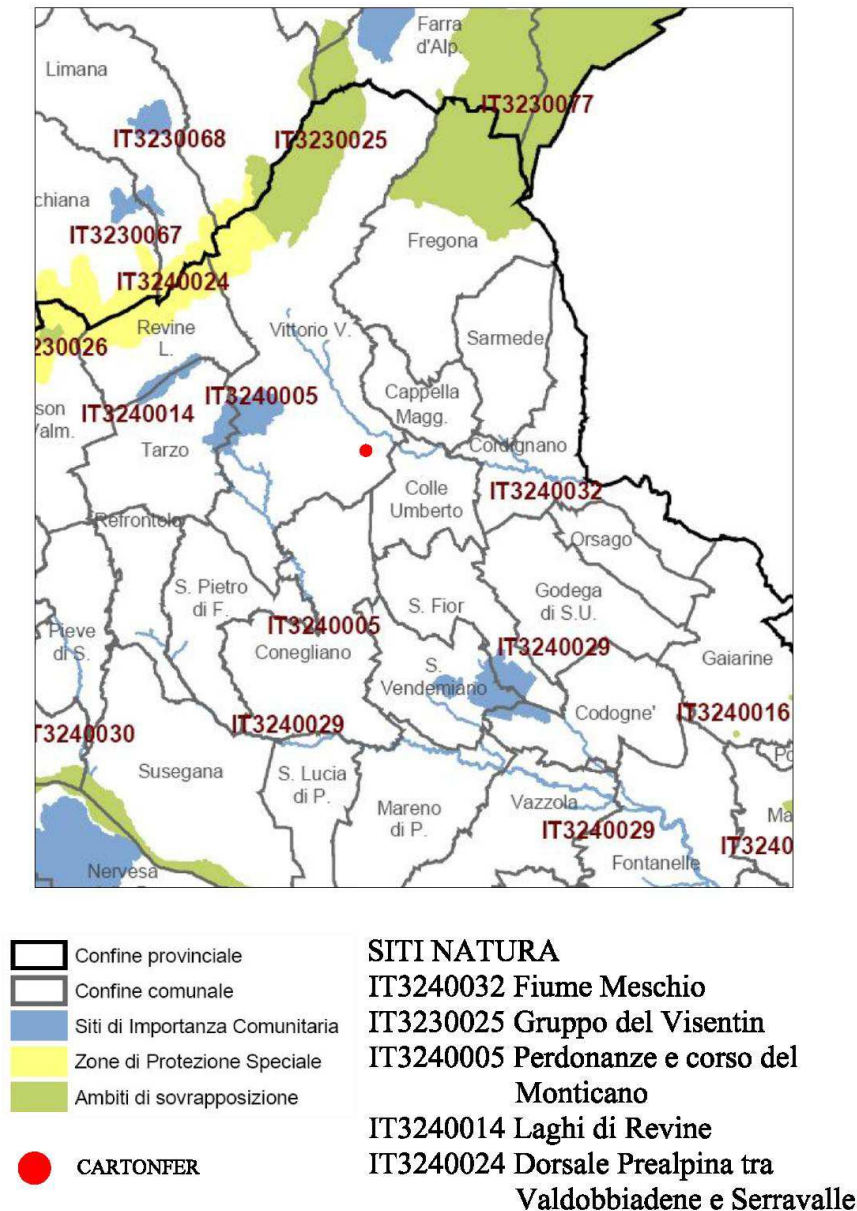 Farra
d'Alp.
Limana
IT3230077
IT3230068
IT3230025
chiana
IT3230067
Fregona
IT3240024
Revine
L.
Vittorio V.
Sarmede
230026
Cappella
Magg.
IT3240005
son
Valm.
IT3240014
Tarzo
Cordignano
Colle
Umberto
IT3240032
Refrontolo
Orsago
S. Pietro
di F.
Godega
di S.U.
S. Fior
IT3240005
Pieve
di S.
Conegliano
IT3240029
Gaiarine
S.
Vendemiano
Codogne'
IT3240016
IT3240030
IT3240029
Po
Susegana
S. Lucia
di P.
Mareno
di P.
Vazzola
Ma
IT3240029
IT3240
Fontanelle
Nervesa
Confine provinciale
Confine comunale
Siti di Importanza Comunitaria
Zone di Protezione Speciale
Ambiti di sovrapposizione
CARTONFER
SITI NATURA
IT3240032 Fiume Meschio
IT3230025 Gruppo del Visentin
IT3240005 Perdonanze e corso del
Monticano
IT3240014 Laghi di Revine
IT3240024 Dorsale Prealpina tra
Valdobbiadene e Serravalle